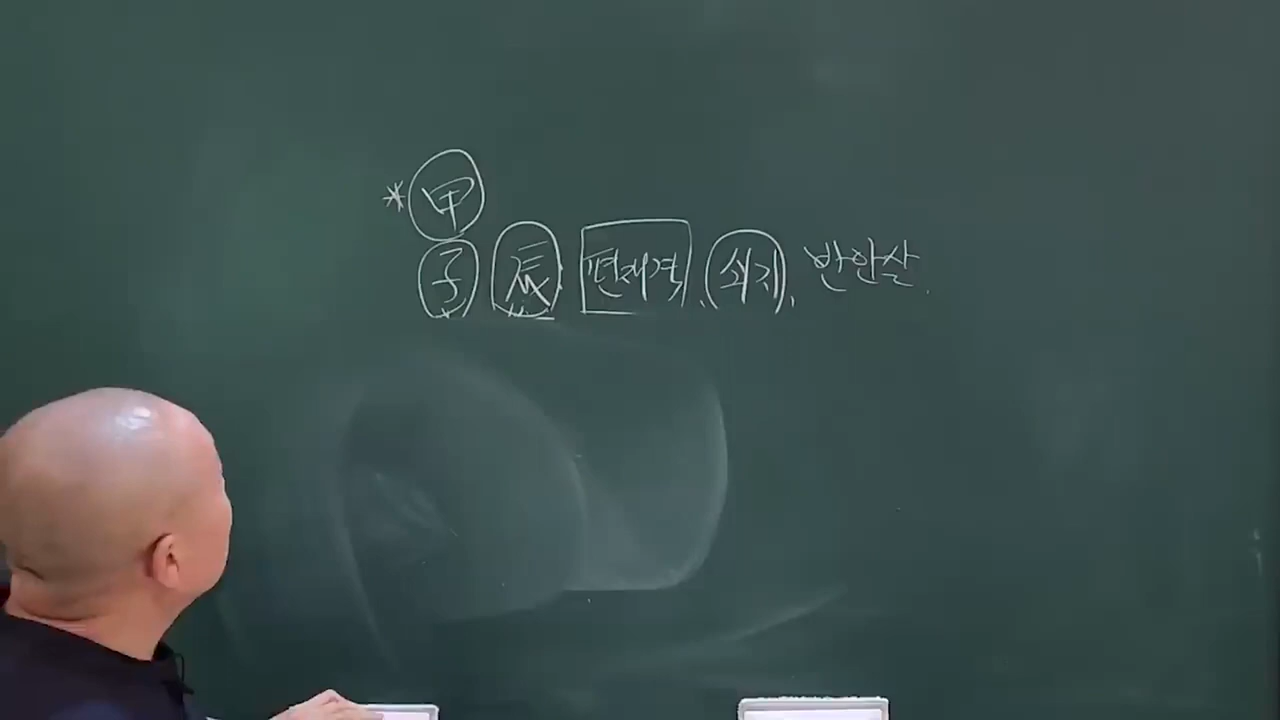 *甲
子 辰 편재격, 쇠지, 반안살.